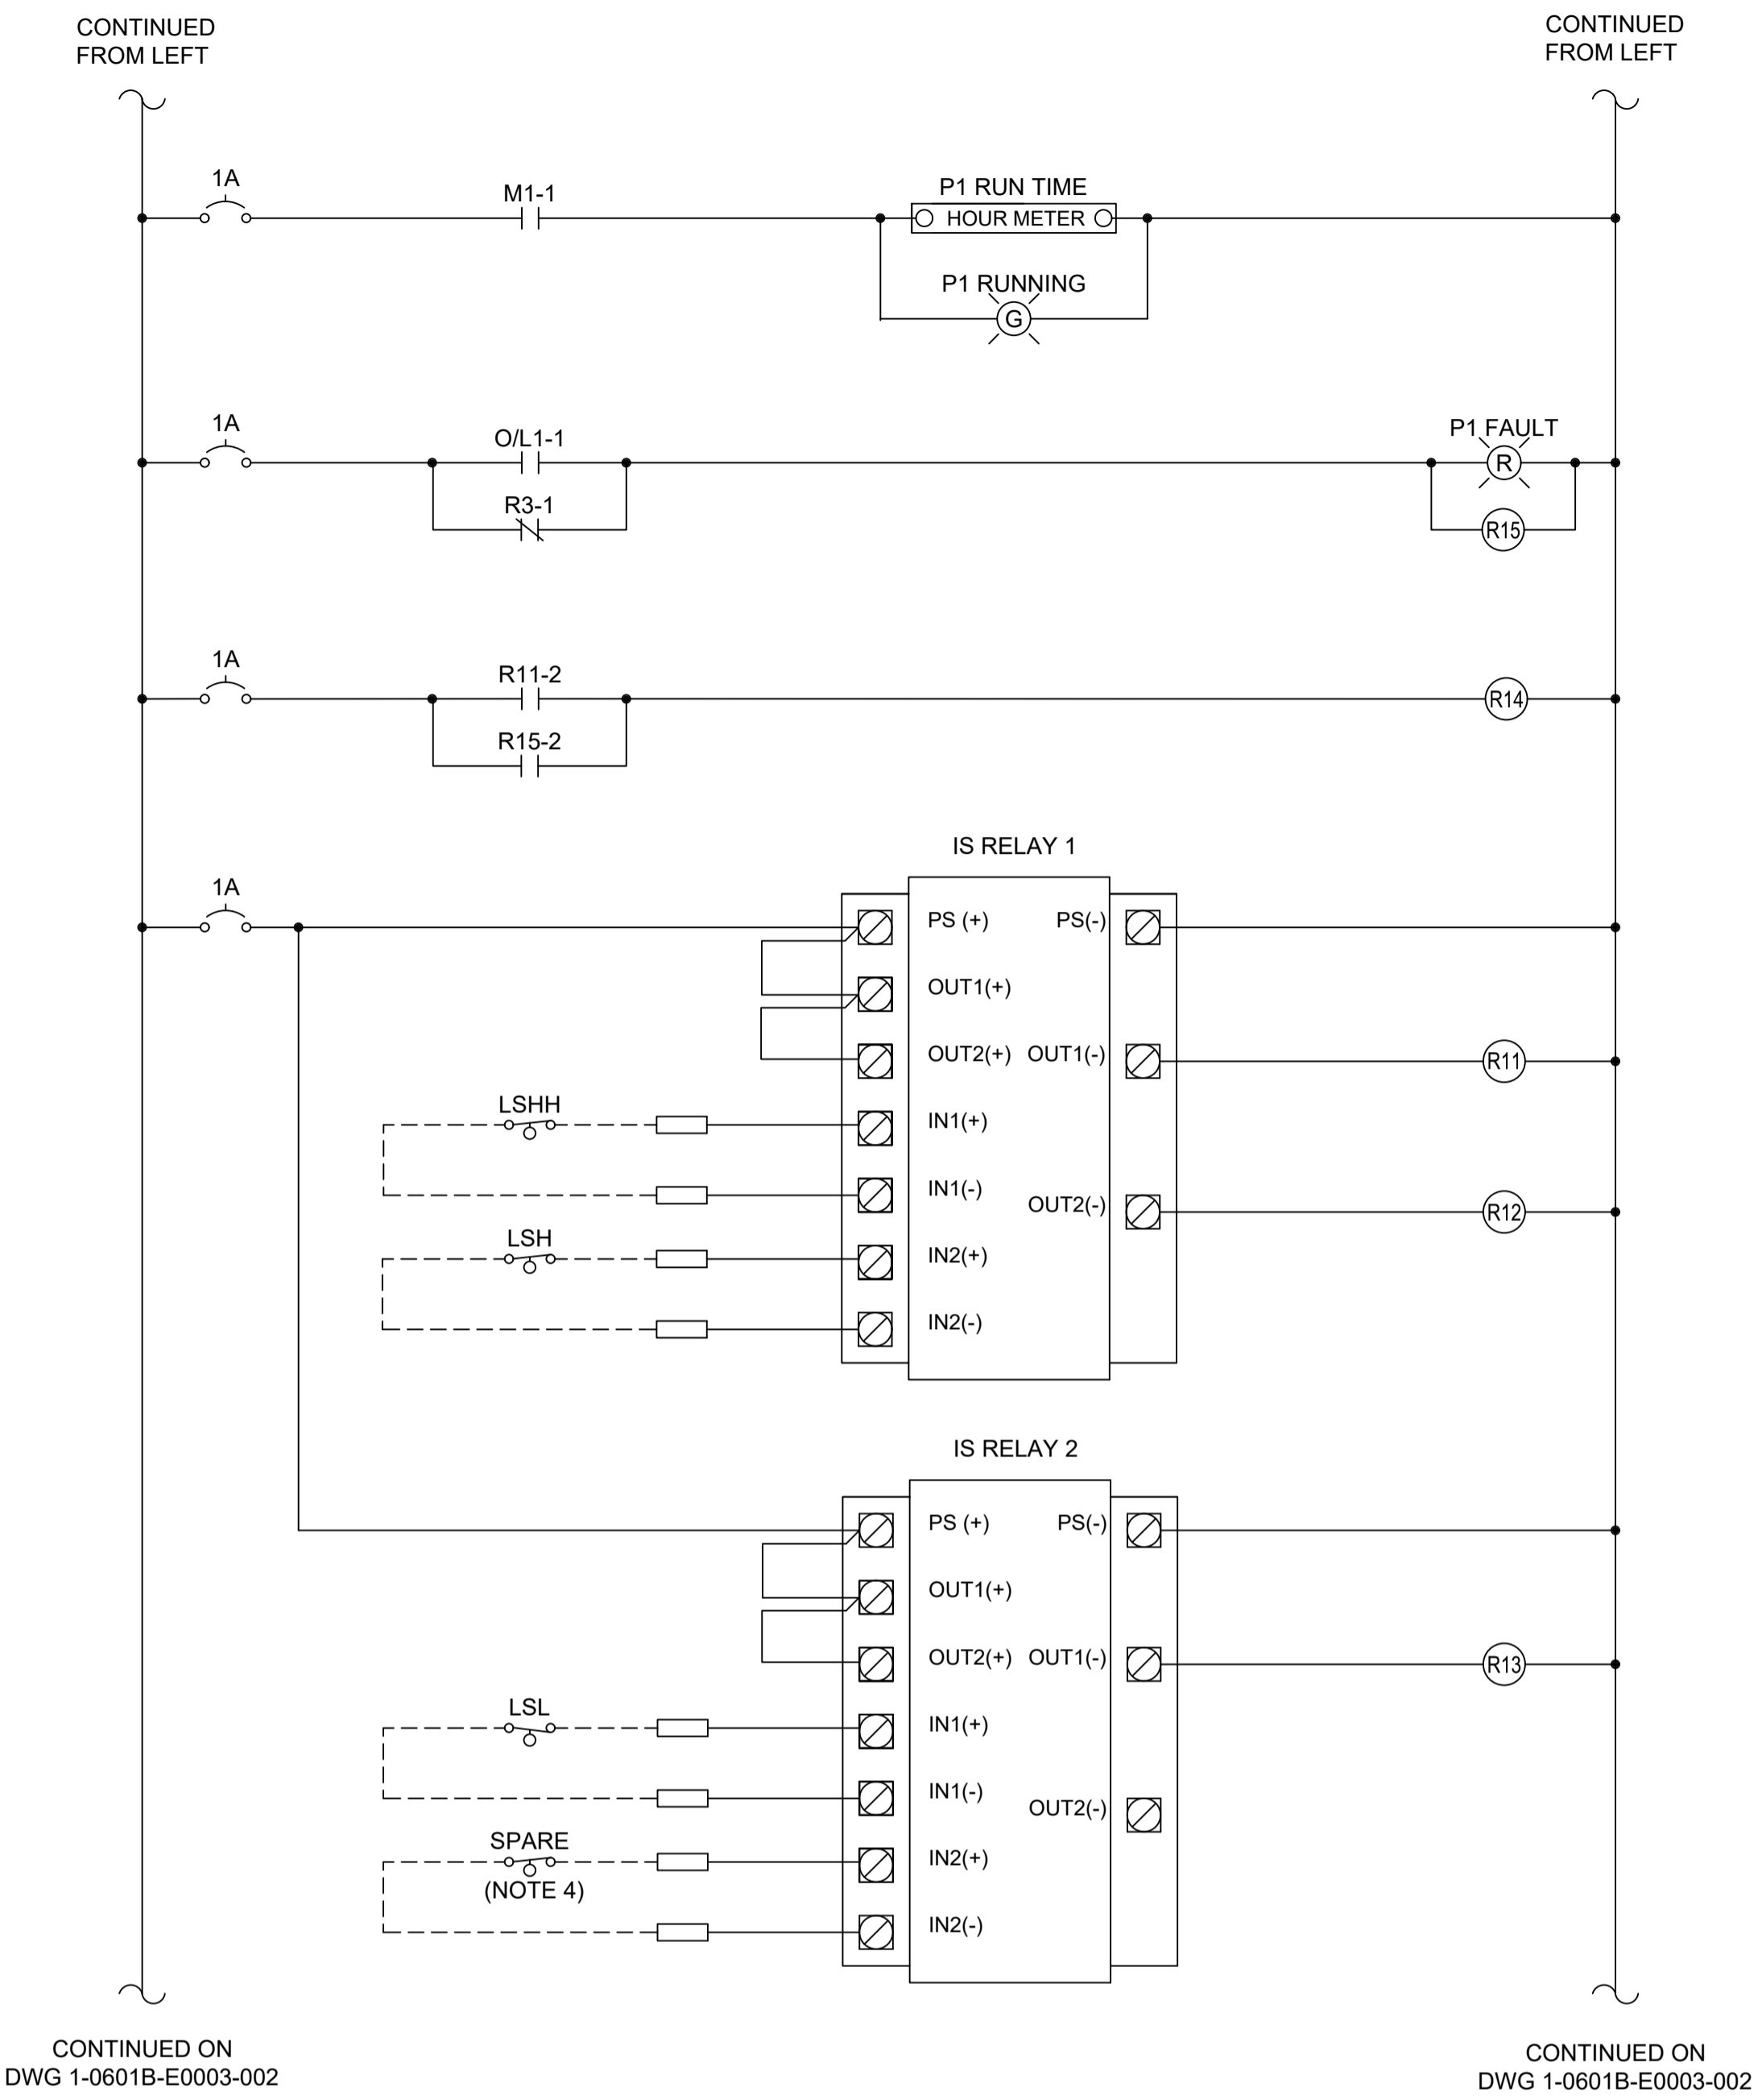 CONTINUED
FROM LEFT
CONTINUED
FROM LEFT
1A
M1-1
P1 RUN TIME
HOUR METER
P1 RUNNING
G
1A
O/L1-1
P1 FAULT
R
R3-1
R15
1A
R11-2
R14
R15-2
IS RELAY 1
1A
PS (+)
PS(-)
OUT1(+)
OUT2(+)
OUT1(-)
R11
LSHH
IN1(+)
IN1(-)
OUT2(-)
R12
LSH
IN2(+)
IN2(-)
IS RELAY 2
PS (+)
PS(-)
OUT1(+)
OUT2(+)
OUT1(-)
R13
LSL
IN1(+)
IN1(-)
OUT2(-)
SPARE
(NOTE 4)
IN2(+)
IN2(-)
CONTINUED ON
DWG 1-0601B-E0003-002
CONTINUED ON
DWG 1-0601B-E0003-002